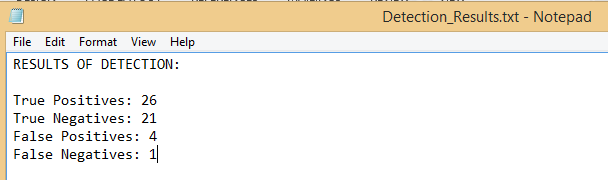 Detection_Results.txt - Notepad
File Edit Format View Help
RESULTS OF DETECTION:
True Positives: 26
True Negatives: 21
False Positives: 4
False Negatives: 1